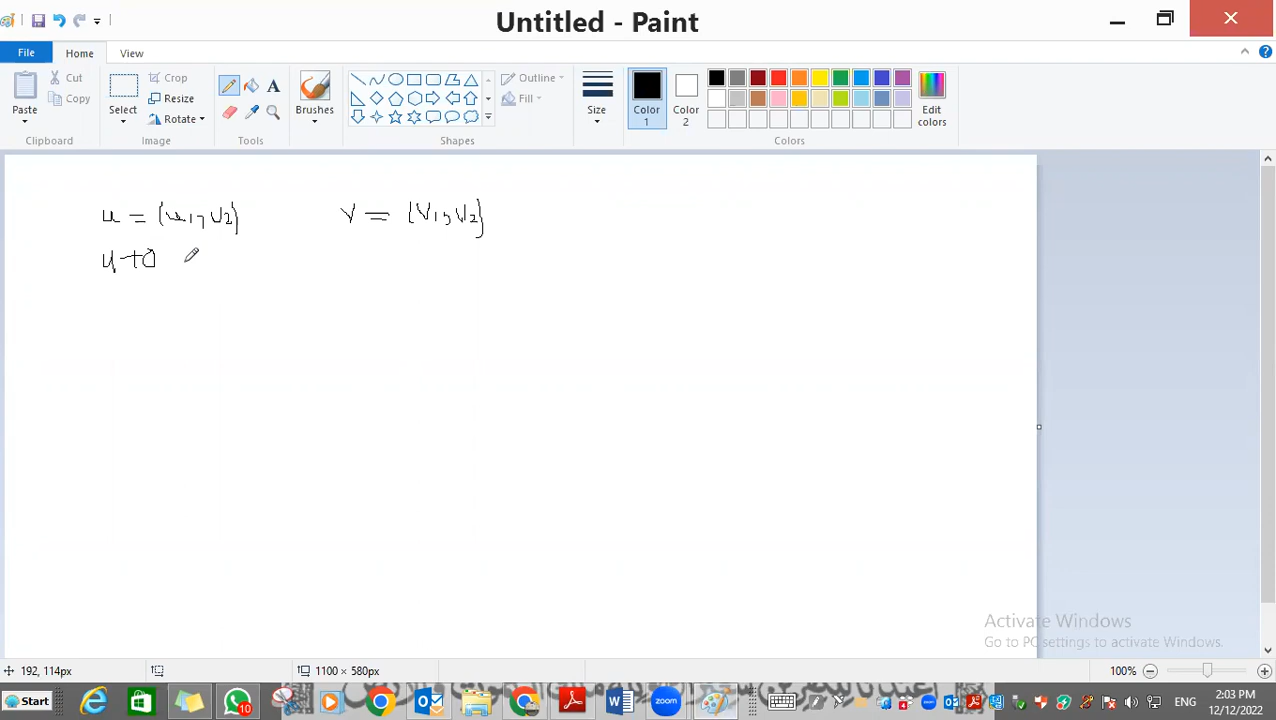 Untitled - Paint
File Home View
Paste Cut Copy Select Crop Resize Rotate Brushes Outline Fill Size Color 1 Color 2 Edit colors
Clipboard Image Tools Shapes Colors
u = (u1, u2) v = (v1, v2)
u + 0
Activate Windows
Go to PC settings to activate Windows.
192, 114px 1100 × 580px 100%
Start 10 W zoom ENG 2:03 PM
12/12/2022